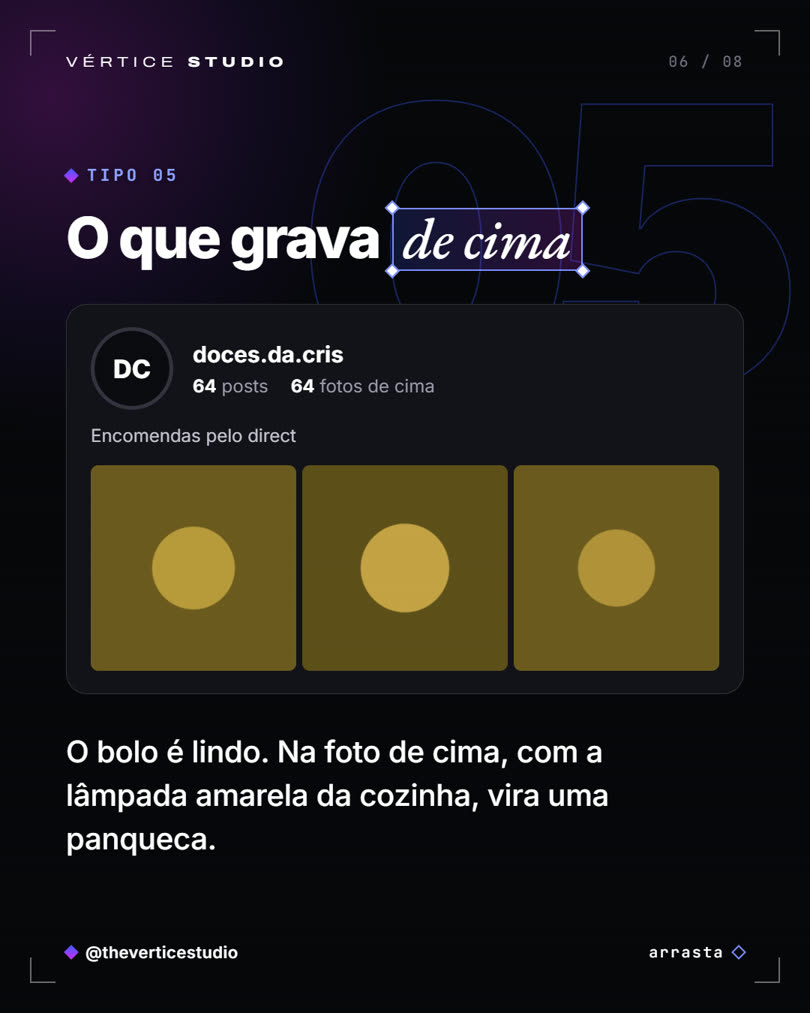 VÉRTICE STUDIO
06 / 08
05
TIPO 05
O que grava de cima
DC
doces.da.cris
64 posts 64 fotos de cima
Encomendas pelo direct
O bolo é lindo. Na foto de cima, com a
lâmpada amarela da cozinha, vira uma
panqueca.
@theverticestudio
arrasta